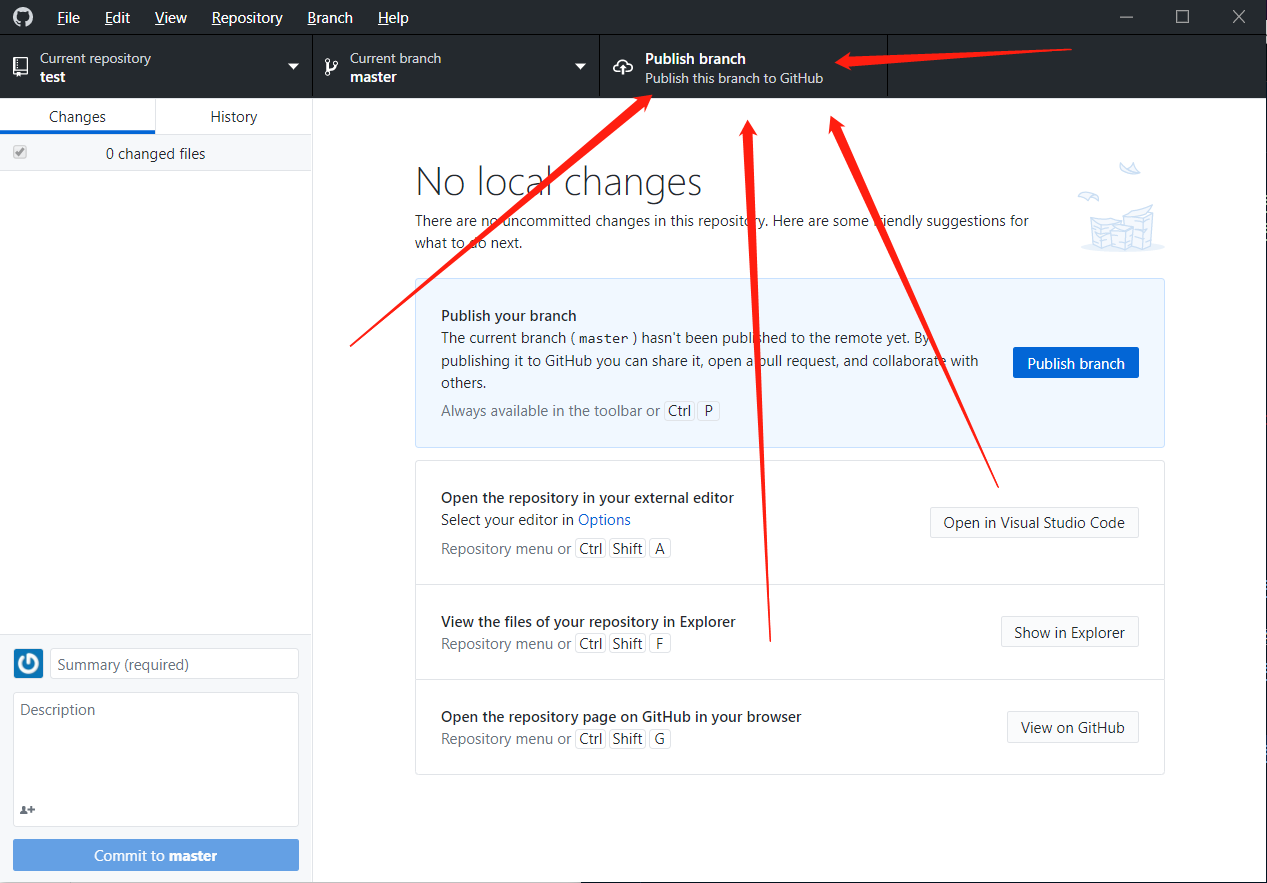 File Edit View Repository Branch Help
Current repository
test
Current branch
master
Publish branch
Publish this branch to GitHub
Changes
History
0 changed files
No local changes
There are no uncommitted changes in this repository. Here are some friendly suggestions for
what to do next.
Publish your branch
The current branch ( master ) hasn't been published to the remote yet. By
publishing it to GitHub you can share it, open a pull request, and collaborate with
others.
Always available in the toolbar or Ctrl P
Publish branch
Open the repository in your external editor
Select your editor in Options
Repository menu or Ctrl Shift A
Open in Visual Studio Code
View the files of your repository in Explorer
Repository menu or Ctrl Shift F
Show in Explorer
Open the repository page on GitHub in your browser
Repository menu or Ctrl Shift G
View on GitHub
Summary (required)
Description
Commit to master